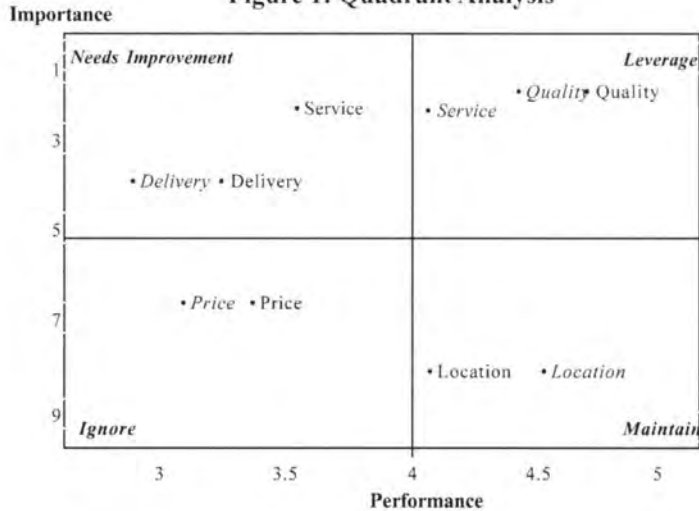 Figure 1. Quadrant Analysis
Importance
Needs Improvement
Leverage
1
• Quality • Quality
• Service
• Service
3
• Delivery • Delivery
5
• Price • Price
7
• Location
• Location
9
Ignore
Maintain
3
3.5
4
4.5
5
Performance